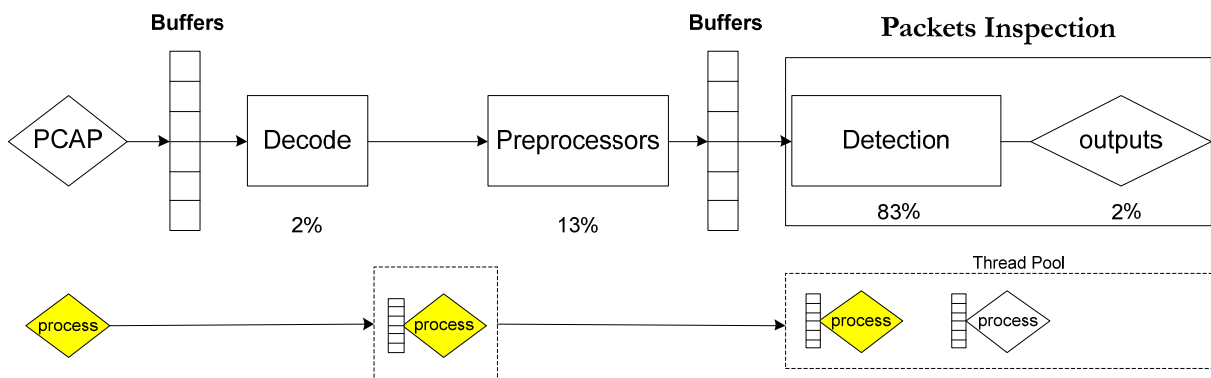 Buffers
Buffers
Packets Inspection
PCAP
Decode
Preprocessors
Detection
outputs
2%
13%
83%
2%
Thread Pool
process
process
process
process